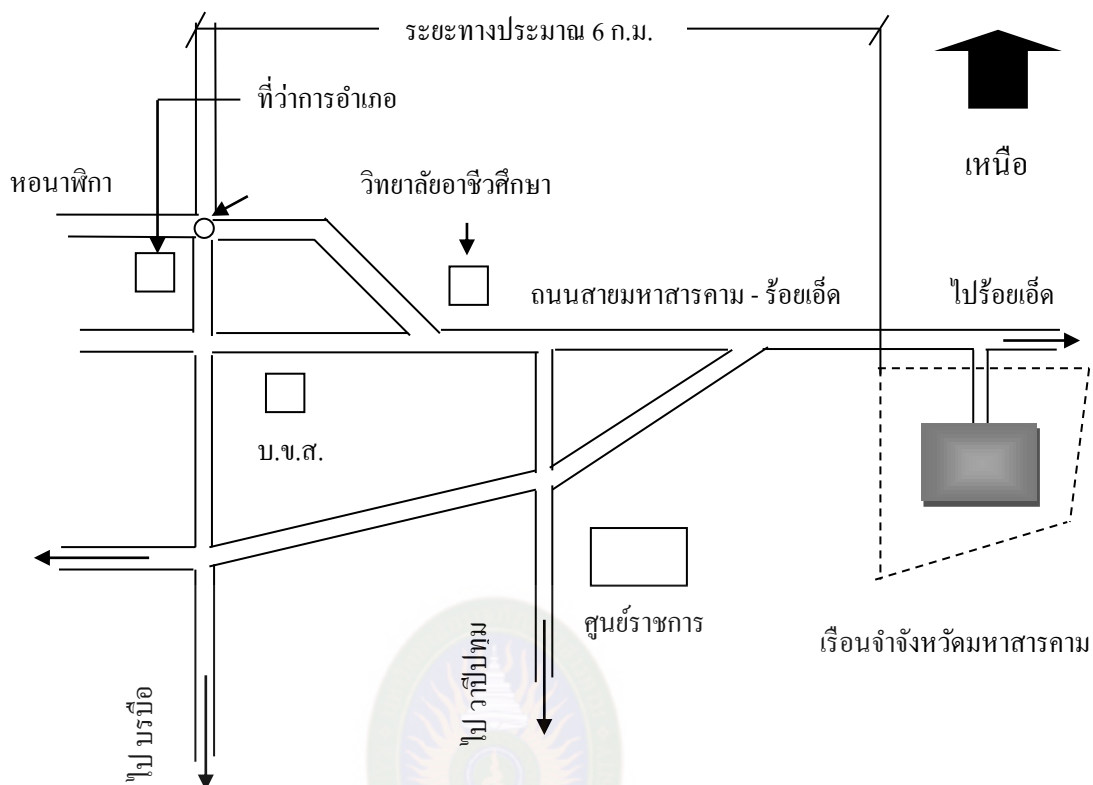 ระยะทางประมาณ 6 ก.ม.
ที่ว่าการอำเภอ
เหนือ
หอนาฬิกา
วิทยาลัยอาชีวศึกษา
ถนนสายมหาสารคาม - ร้อยเอ็ด
ไปร้อยเอ็ด
บ.ข.ส.
ศูนย์ราชการ
เรือนจำจังหวัดมหาสารคาม
ไป บรบือ
ไป วาปีปทุม